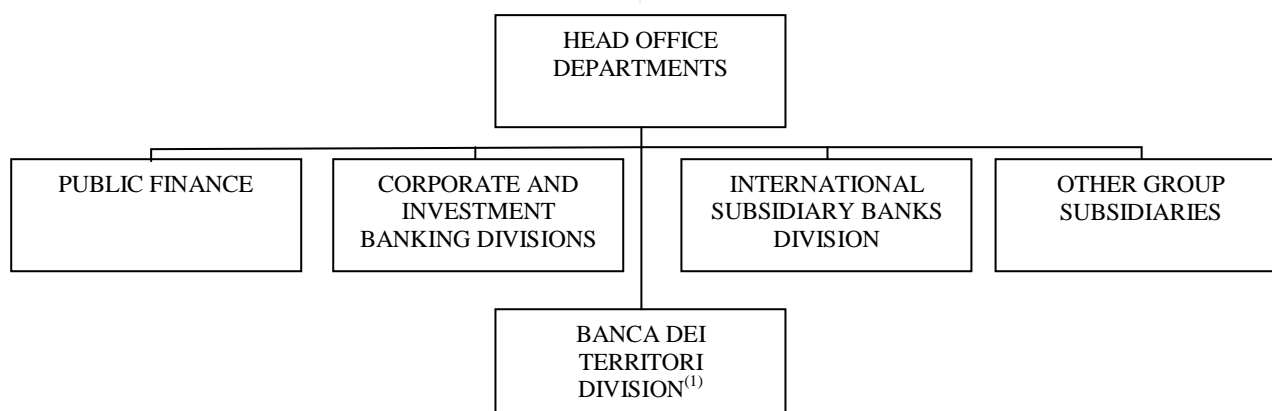 HEAD OFFICE
DEPARTMENTS
PUBLIC FINANCE
CORPORATE AND
INVESTMENT
BANKING DIVISIONS
INTERNATIONAL
SUBSIDIARY BANKS
DIVISION
OTHER GROUP
SUBSIDIARIES
BANCA DEI
TERRITORI
DIVISION(1)